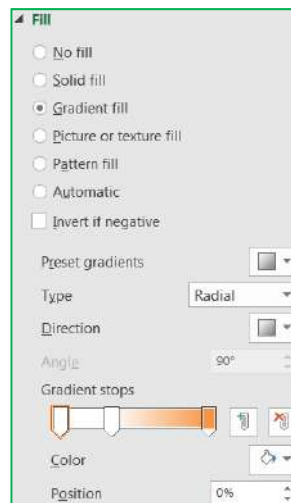 Fill
No fill
Solid fill
Gradient fill
Picture or texture fill
Pattern fill
Automatic
Invert if negative
Preset gradients
Type Radial
Direction
Angle 90°
Gradient stops
Color
Position 0%